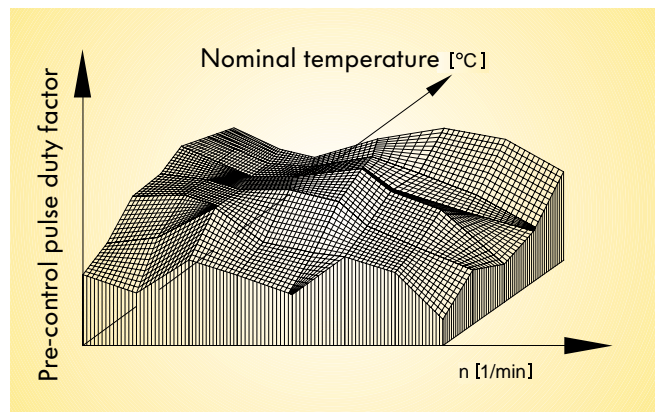 Nominal temperature [°C]
Pre-control pulse duty factor
n [1/min]